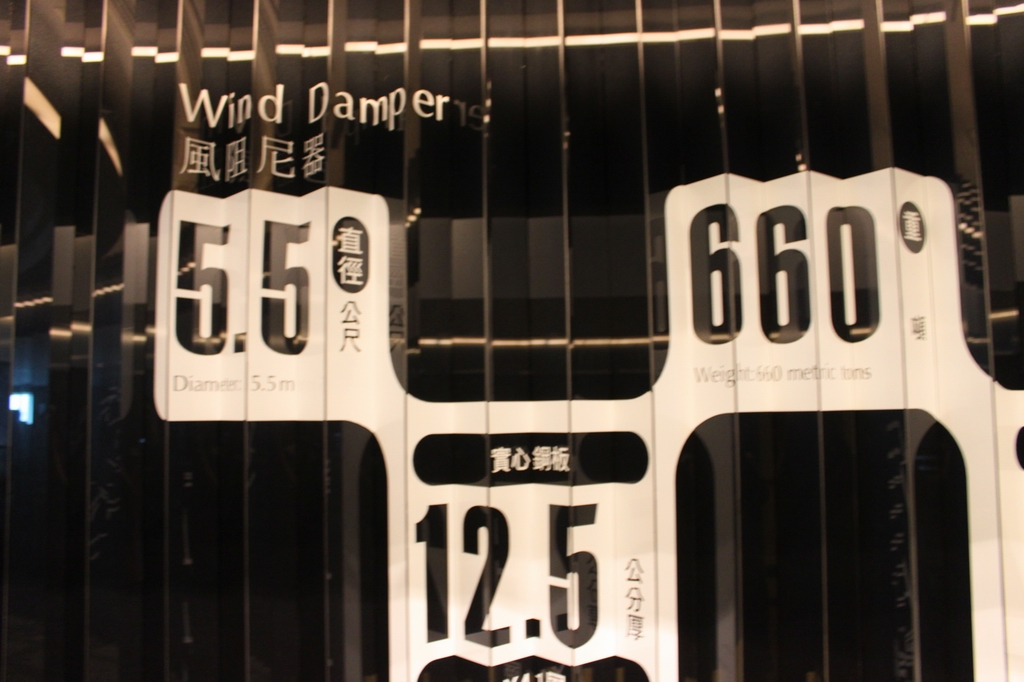 Wind Damper
風阻尼器
5.5
直徑
公尺
Diameter: 5.5 m
660
重
Weight: 660 metric tons
實心鋼板
12.5
公分厚